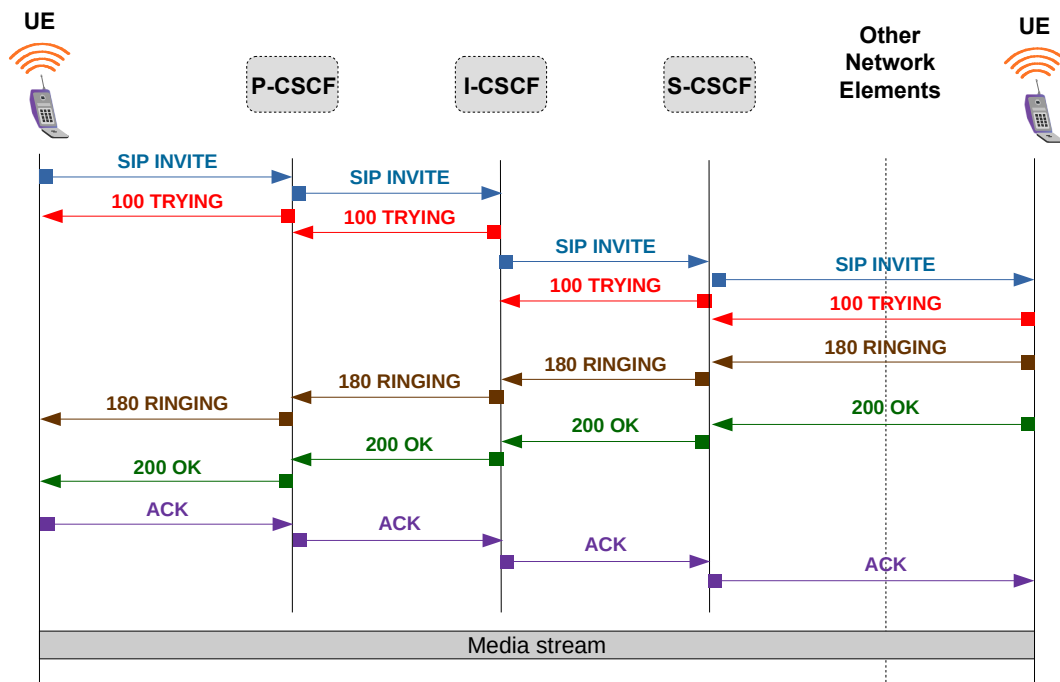 UE
P-CSCF
I-CSCF
S-CSCF
Other
Network
Elements
UE
SIP INVITE
SIP INVITE
100 TRYING
100 TRYING
SIP INVITE
SIP INVITE
100 TRYING
100 TRYING
180 RINGING
180 RINGING
180 RINGING
180 RINGING
200 OK
200 OK
200 OK
200 OK
ACK
ACK
ACK
ACK
Media stream